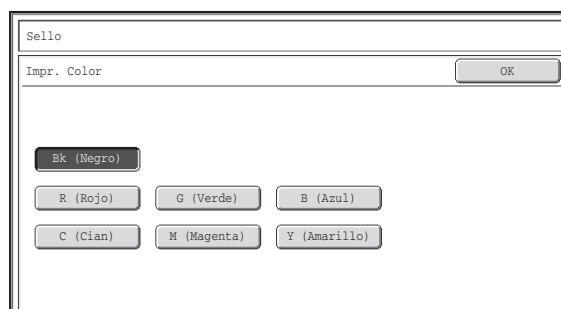 Sello
Impr. Color OK
Bk (Negro)
R (Rojo) G (Verde) B (Azul)
C (Cian) M (Magenta) Y (Amarillo)